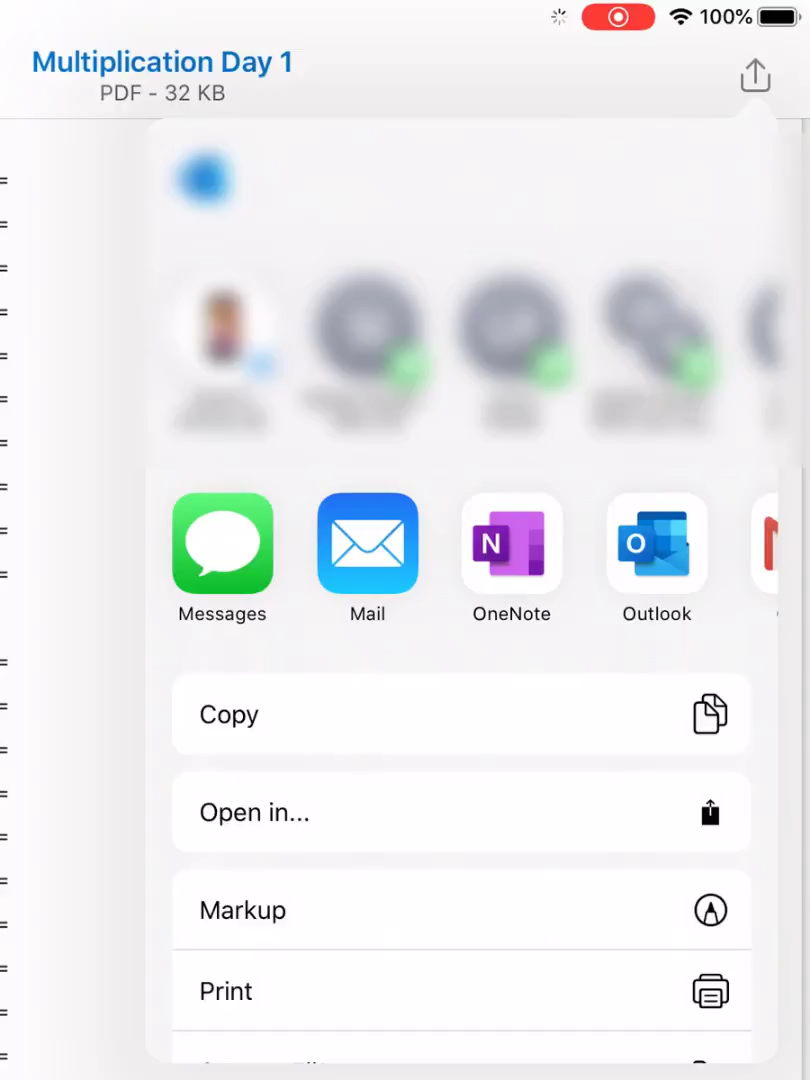 100%
Multiplication Day 1
PDF - 32 KB
Messages
Mail
OneNote
Outlook
Copy
Open in...
Markup
Print